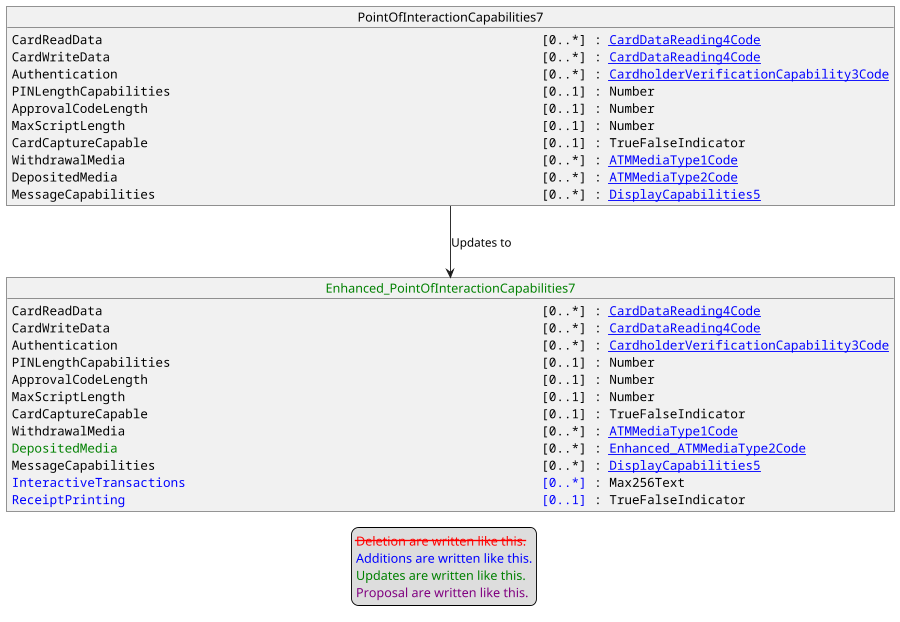 PointOfInteractionCapabilities7
CardReadData [0..*] : CardDataReading4Code
CardWriteData [0..*] : CardDataReading4Code
Authentication [0..*] : CardholderVerificationCapability3Code
PINLengthCapabilities [0..1] : Number
ApprovalCodeLength [0..1] : Number
MaxScriptLength [0..1] : Number
CardCaptureCapable [0..1] : TrueFalseIndicator
WithdrawalMedia [0..*] : ATMMediaType1Code
DepositedMedia [0..*] : ATMMediaType2Code
MessageCapabilities [0..*] : DisplayCapabilities5
Updates to
Enhanced_PointOfInteractionCapabilities7
CardReadData [0..*] : CardDataReading4Code
CardWriteData [0..*] : CardDataReading4Code
Authentication [0..*] : CardholderVerificationCapability3Code
PINLengthCapabilities [0..1] : Number
ApprovalCodeLength [0..1] : Number
MaxScriptLength [0..1] : Number
CardCaptureCapable [0..1] : TrueFalseIndicator
WithdrawalMedia [0..*] : ATMMediaType1Code
DepositedMedia [0..*] : Enhanced_ATMMediaType2Code
MessageCapabilities [0..*] : DisplayCapabilities5
InteractiveTransactions [0..*] : Max256Text
ReceiptPrinting [0..1] : TrueFalseIndicator
Deletion are written like this.
Additions are written like this.
Updates are written like this.
Proposal are written like this.